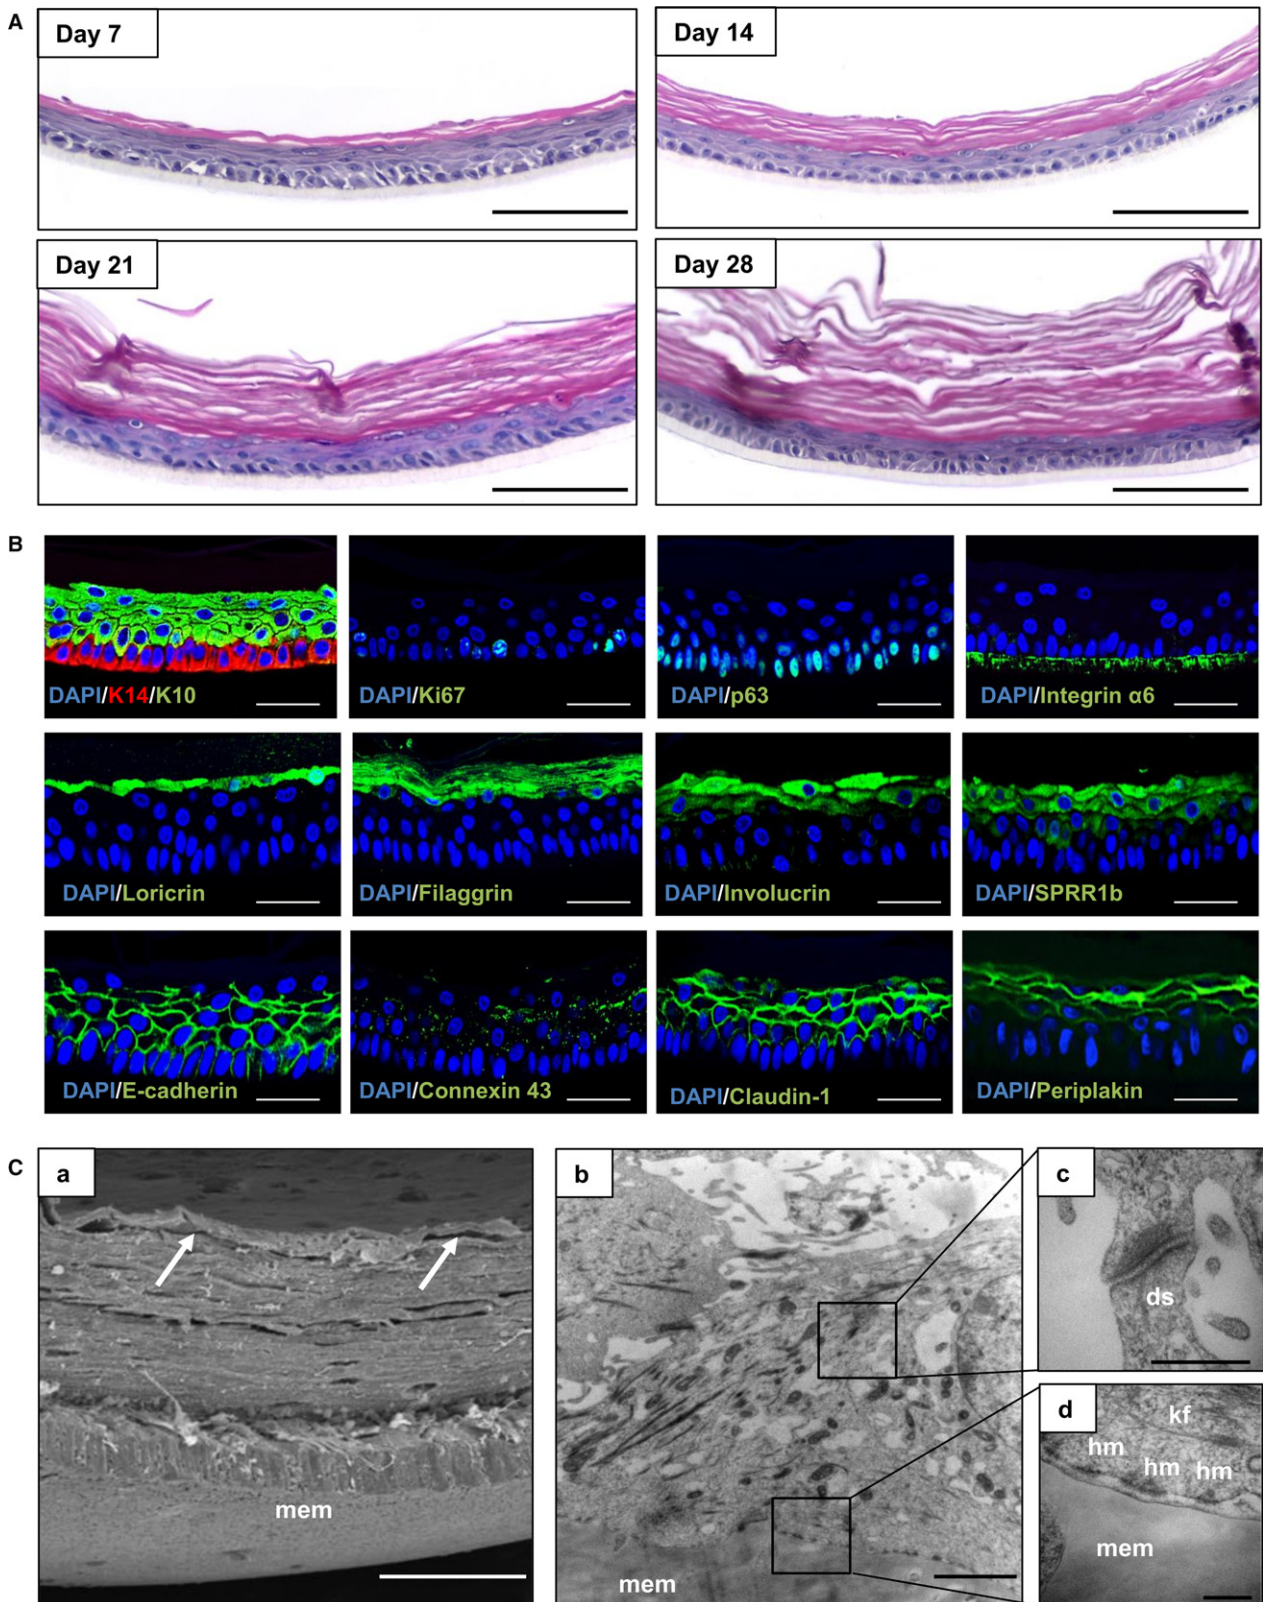 A
Day 7
Day 14
Day 21
Day 28
B
DAPI/K14/K10
DAPI/Ki67
DAPI/p63
DAPI/Integrin α6
DAPI/Loricrin
DAPI/Filaggrin
DAPI/Involucrin
DAPI/SPRR1b
DAPI/E-cadherin
DAPI/Connexin 43
DAPI/Claudin-1
DAPI/Periplakin
C
a
mem
b
mem
c
ds
d
kf
hm
hm
hm
mem